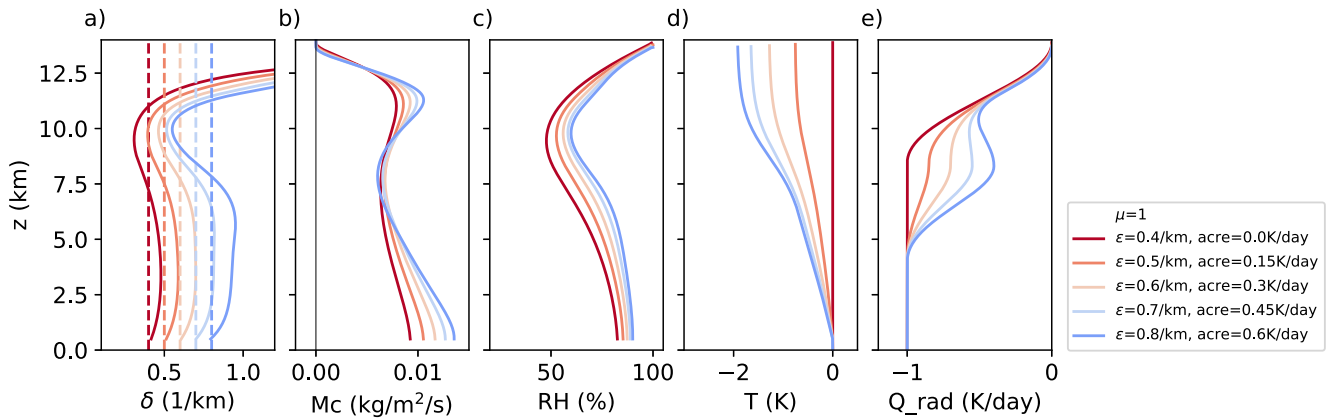 a)
b)
c)
d)
e)
z (km)
12.5
10.0
7.5
5.0
2.5
0.0
0.5 1.0
δ (1/km)
0.00 0.01
Mc (kg/m²/s)
50 100
RH (%)
−2 0
T (K)
−1 0
Q_rad (K/day)
μ=1
ε=0.4/km, acre=0.0K/day
ε=0.5/km, acre=0.15K/day
ε=0.6/km, acre=0.3K/day
ε=0.7/km, acre=0.45K/day
ε=0.8/km, acre=0.6K/day